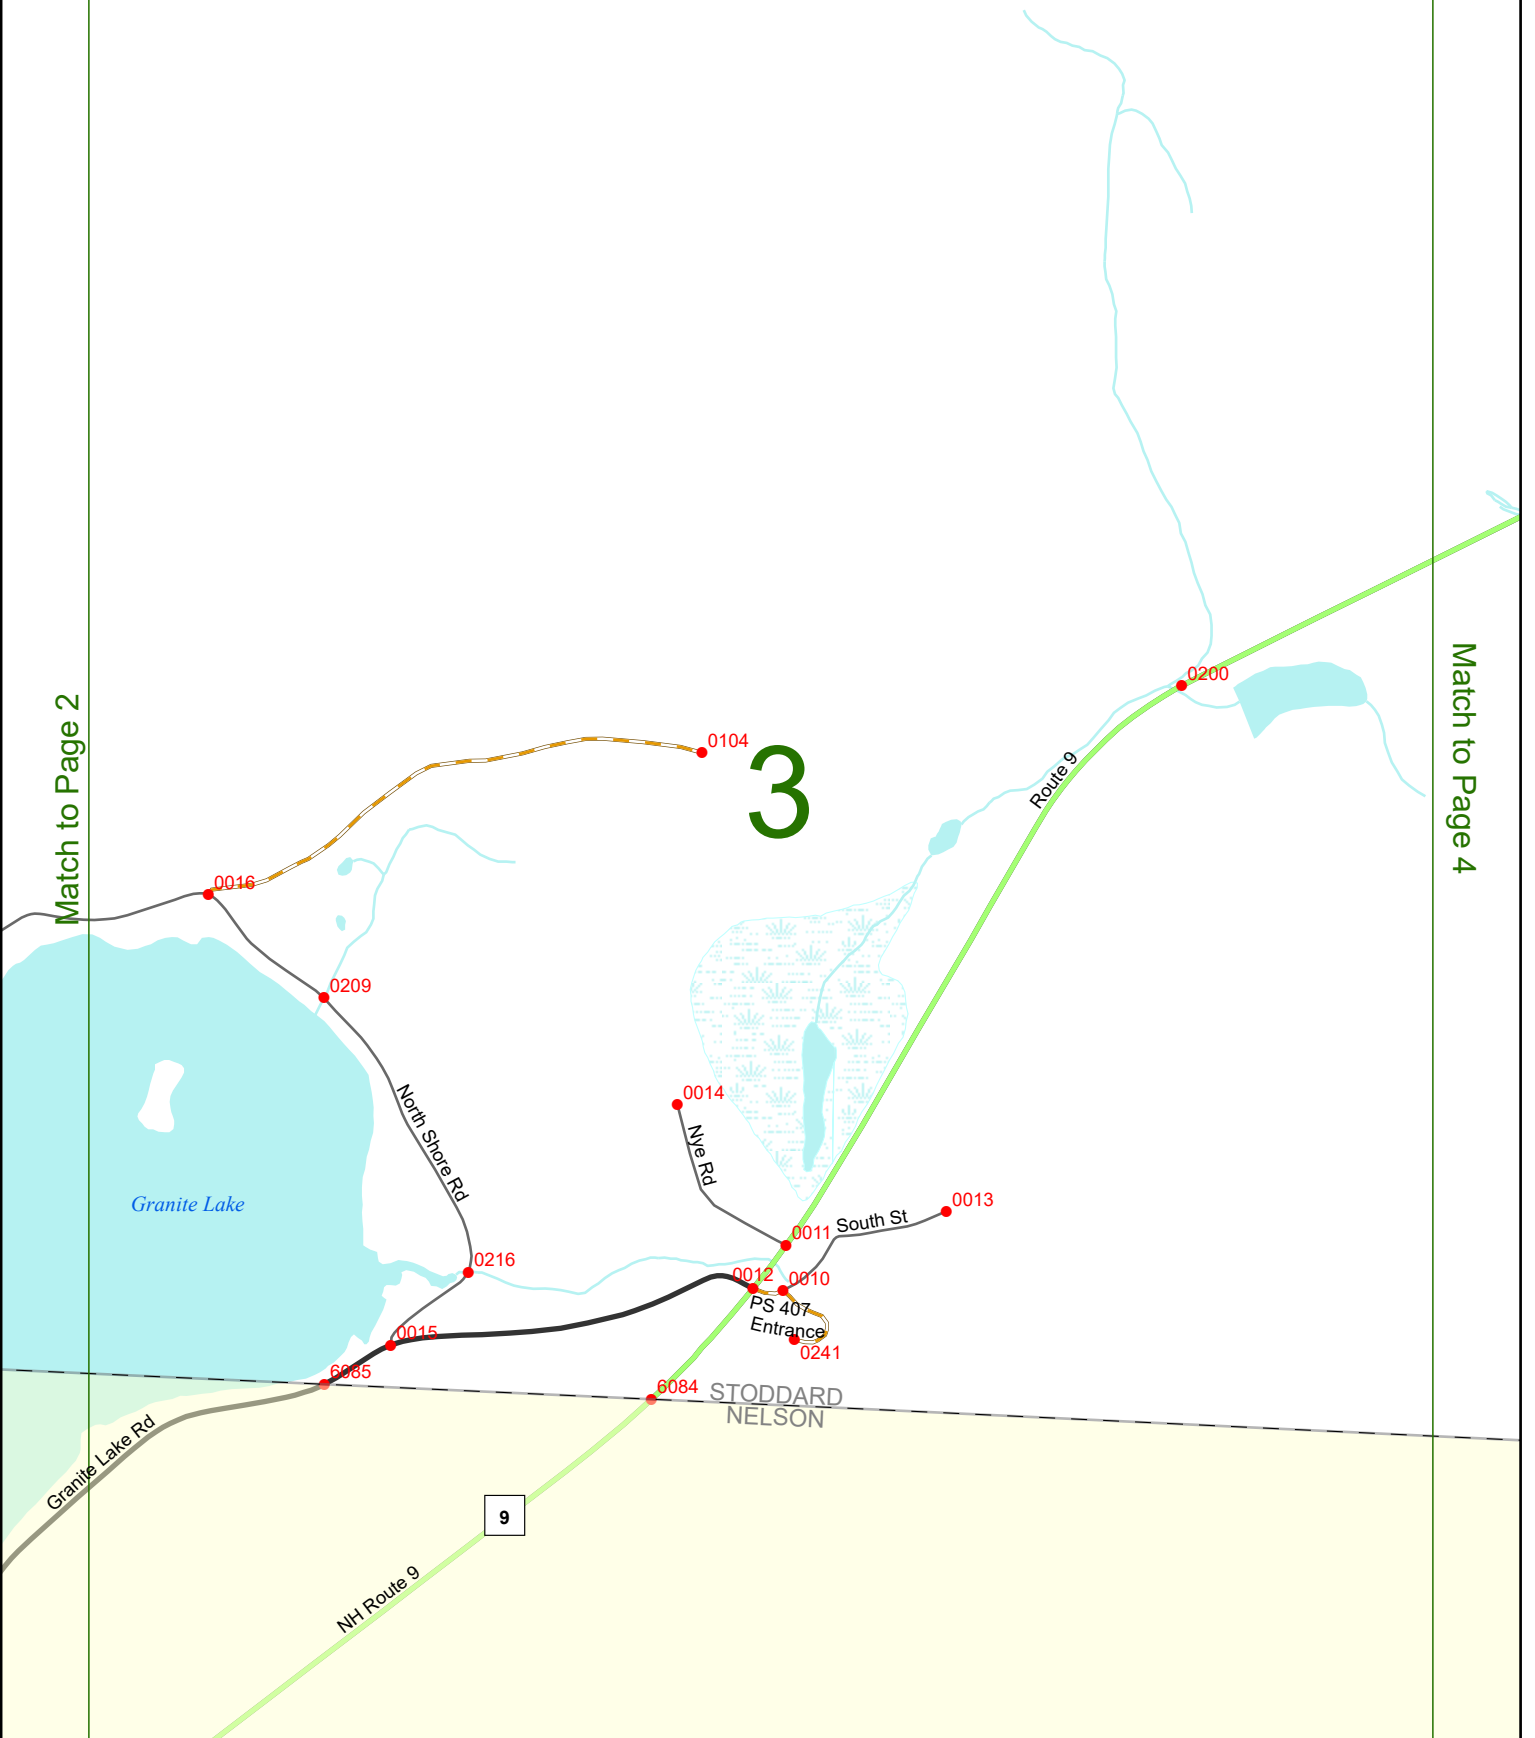 0200
Match to Page 4
Match to Page 2
0104
3
Route 9
0016
0209
0014
North Shore Rd
Nye Rd
Granite Lake
0013
South St
0011
0216
0012
0010
PS 407
Entrance
0015
0241
6085
6084
STODDARD
NELSON
Granite Lake Rd
9
NH Route 9